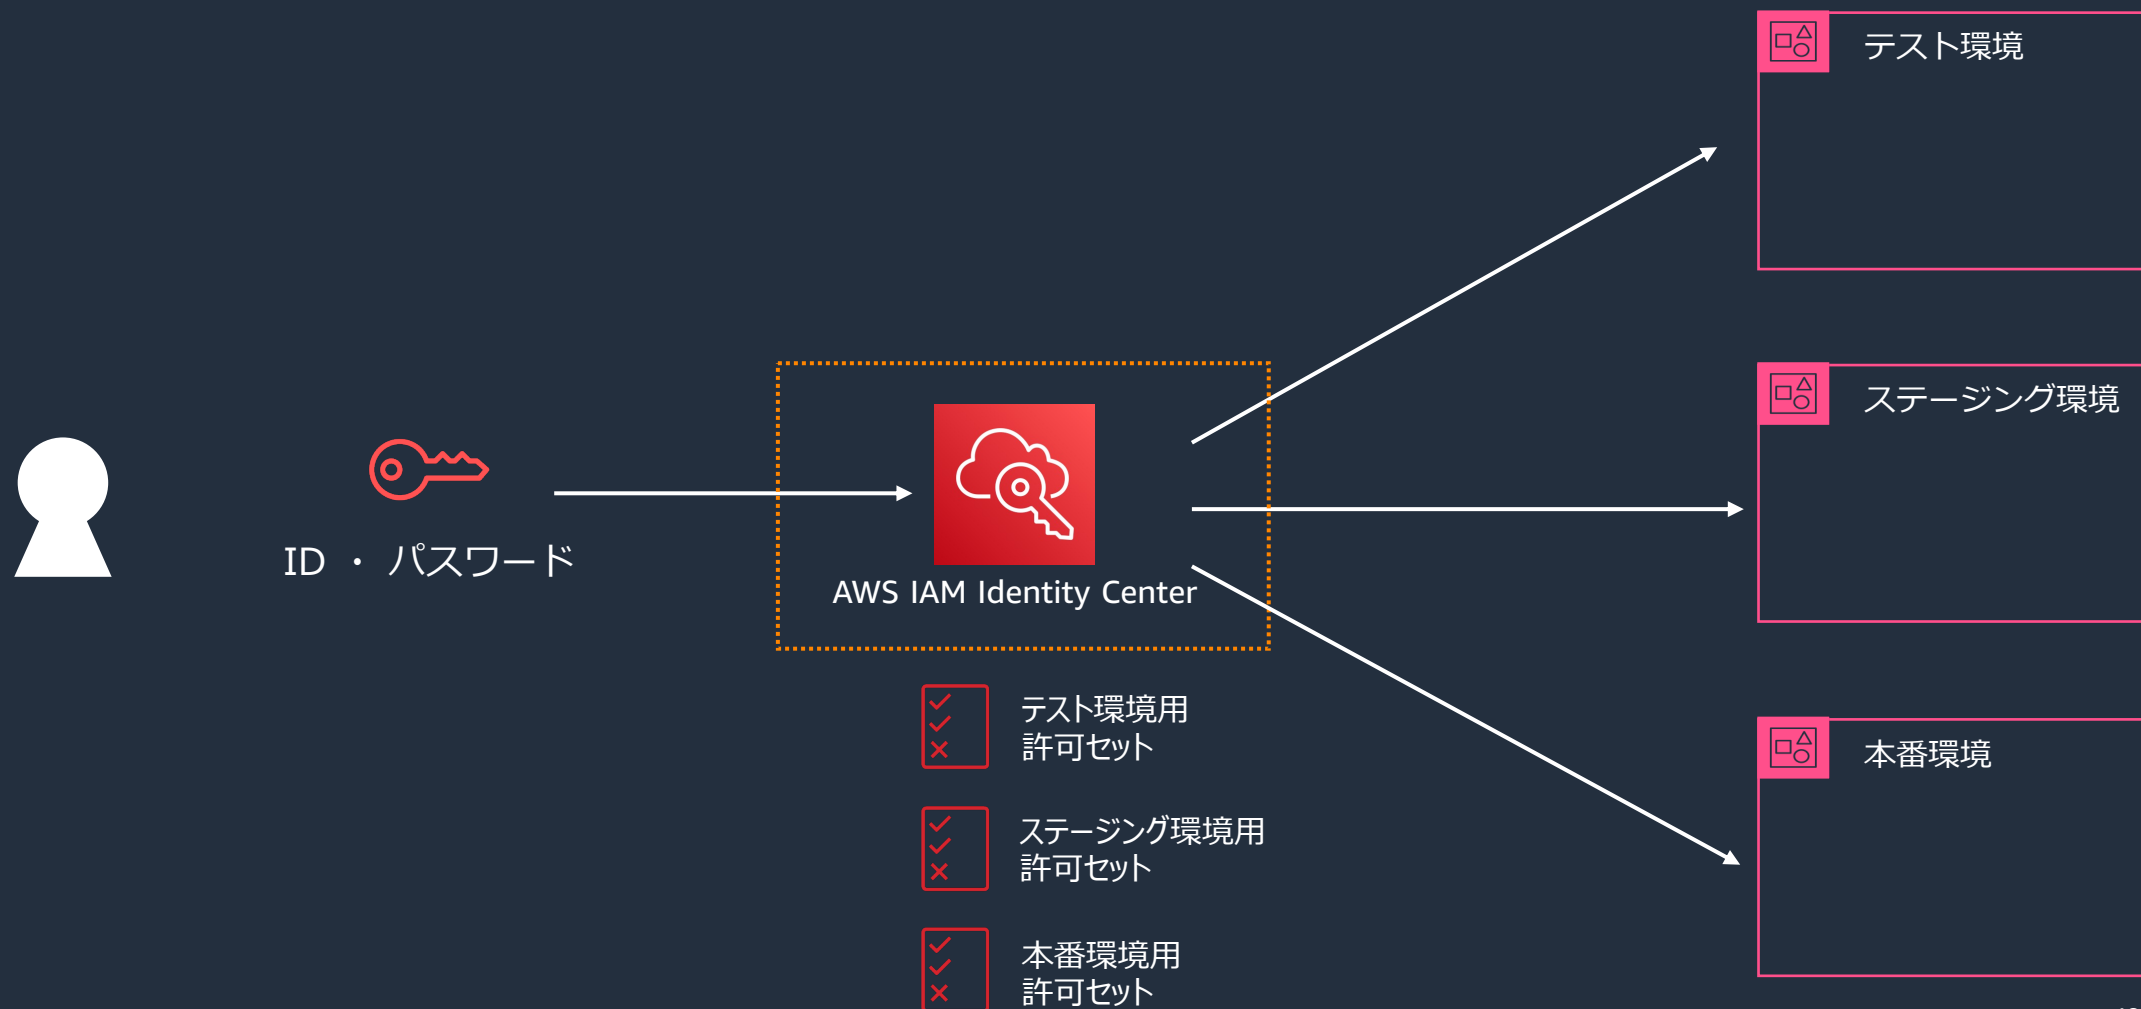 テスト環境
ステージング環境
ID ・ パスワード
AWS IAM Identity Center
テスト環境用
許可セット
本番環境
ステージング環境用
許可セット
本番環境用
許可セット